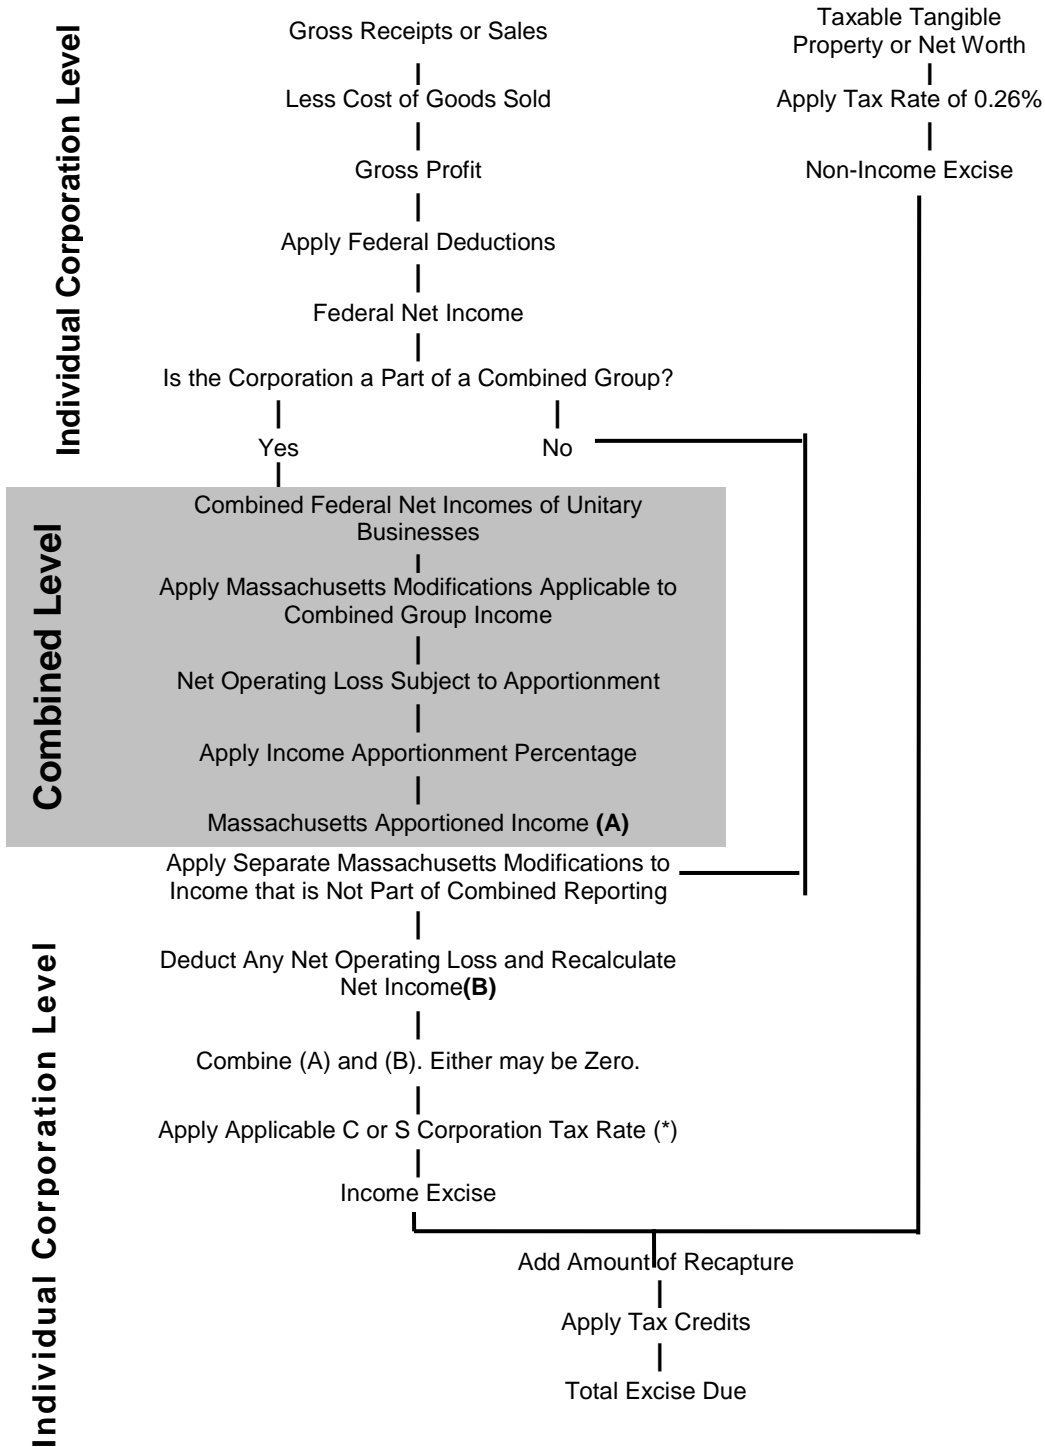 Individual Corporation Level
Gross Receipts or Sales
Less Cost of Goods Sold
Gross Profit
Apply Federal Deductions
Federal Net Income
Is the Corporation a Part of a Combined Group?
Yes
No
Taxable Tangible
Property or Net Worth
Apply Tax Rate of 0.26%
Non-Income Excise
Combined Level
Combined Federal Net Incomes of Unitary
Businesses
Apply Massachusetts Modifications Applicable to
Combined Group Income
Net Operating Loss Subject to Apportionment
Apply Income Apportionment Percentage
Massachusetts Apportioned Income (A)
Individual Corporation Level
Apply Separate Massachusetts Modifications to
Income that is Not Part of Combined Reporting
Deduct Any Net Operating Loss and Recalculate
Net Income(B)
Combine (A) and (B). Either may be Zero.
Apply Applicable C or S Corporation Tax Rate (*)
Income Excise
Add Amount of Recapture
Apply Tax Credits
Total Excise Due